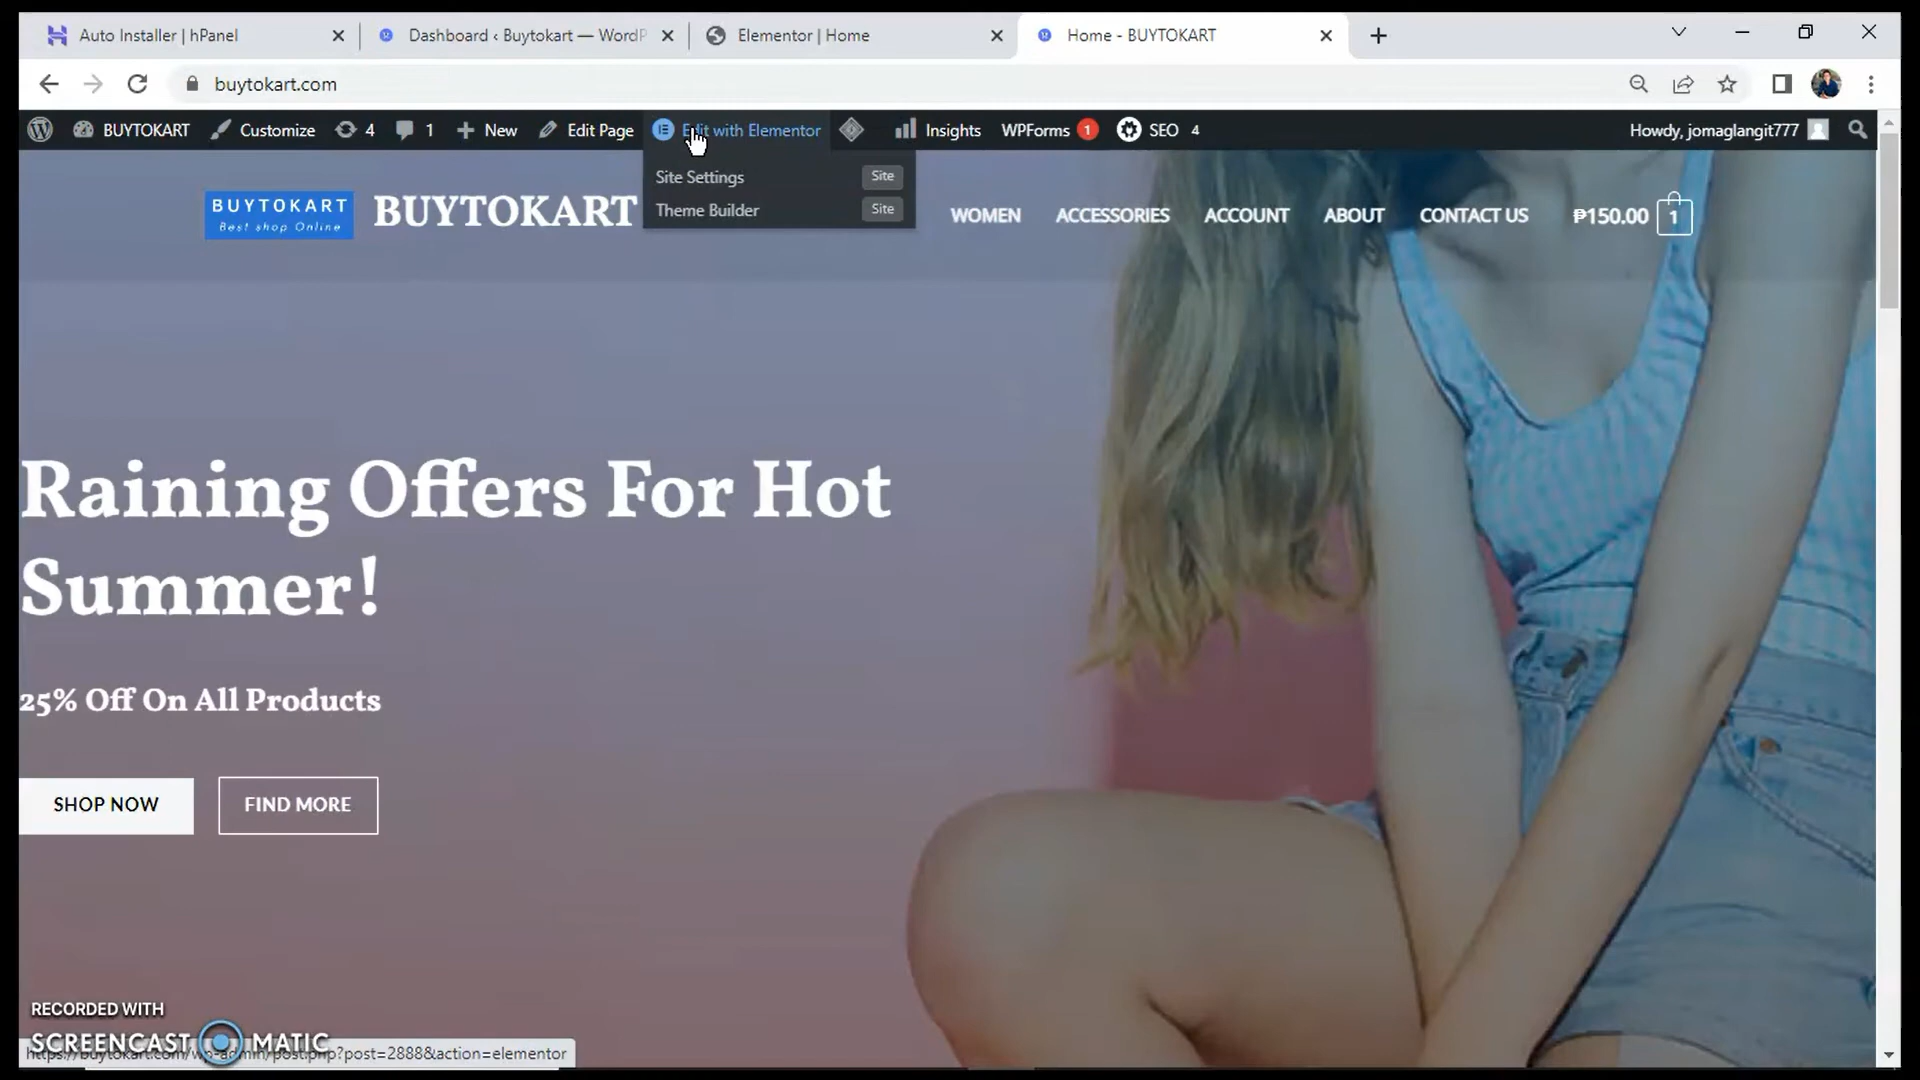 Auto Installer | hPanel
Dashboard ‹ Buytokart — WordP
Elementor | Home
Home - BUYTOKART
buytokart.com
BUYTOKART
Customize
4
1
New
Edit Page
Edit with Elementor
Insights
WPForms 1
SEO 4
Howdy, jomaglangit777
Site Settings Site
Theme Builder Site
BUYTOKART
Best shop Online
BUYTOKART
WOMEN
ACCESSORIES
ACCOUNT
ABOUT
CONTACT US
₱150.00 1
Raining Offers For Hot
Summer!
25% Off On All Products
SHOP NOW
FIND MORE
RECORDED WITH
SCREENCAST MATIC
https://buytokart.com/wp-admin/post.php?post=2888&action=elementor